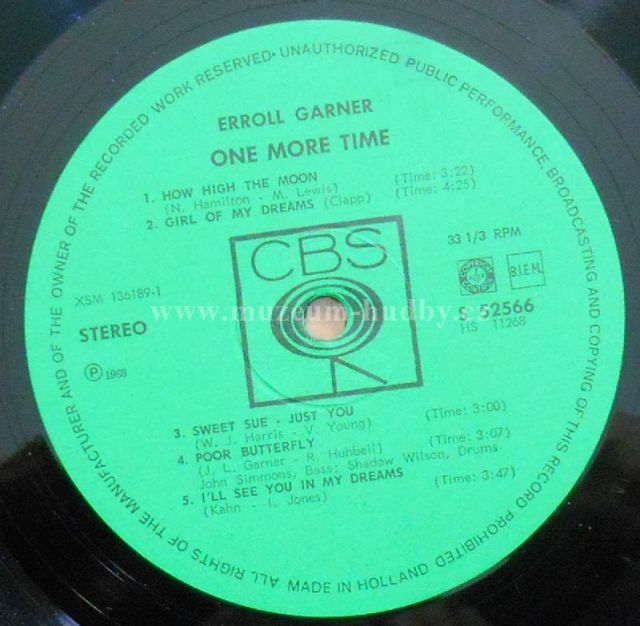 ALL RIGHTS OF THE MANUFACTURER AND OF THE OWNER OF THE RECORDED WORK RESERVED · UNAUTHORIZED PUBLIC PERFORMANCE, BROADCASTING AND COPYING OF THIS RECORD PROHIBITED
ERROLL GARNER
ONE MORE TIME
1. HOW HIGH THE MOON (Time: 3:22)
(N. Hamilton - M. Lewis)
2. GIRL OF MY DREAMS (Clapp) (Time: 4:25)
CBS
33 1/3 RPM
B.I.E.M.
XSM 136189-1
STEREO
℗ 1968
S 52566
HS 11268
www.muzeum-hudby.cz
3. SWEET SUE - JUST YOU (Time: 3:00)
(W. J. Harris - V. Young)
4. POOR BUTTERFLY (Time: 3:07)
(J. L. Garner - R. Hubbell)
John Simmons, Bass; Shadow Wilson, Drums
5. I'LL SEE YOU IN MY DREAMS (Time: 3:47)
(Kahn - I. Jones)
MADE IN HOLLAND